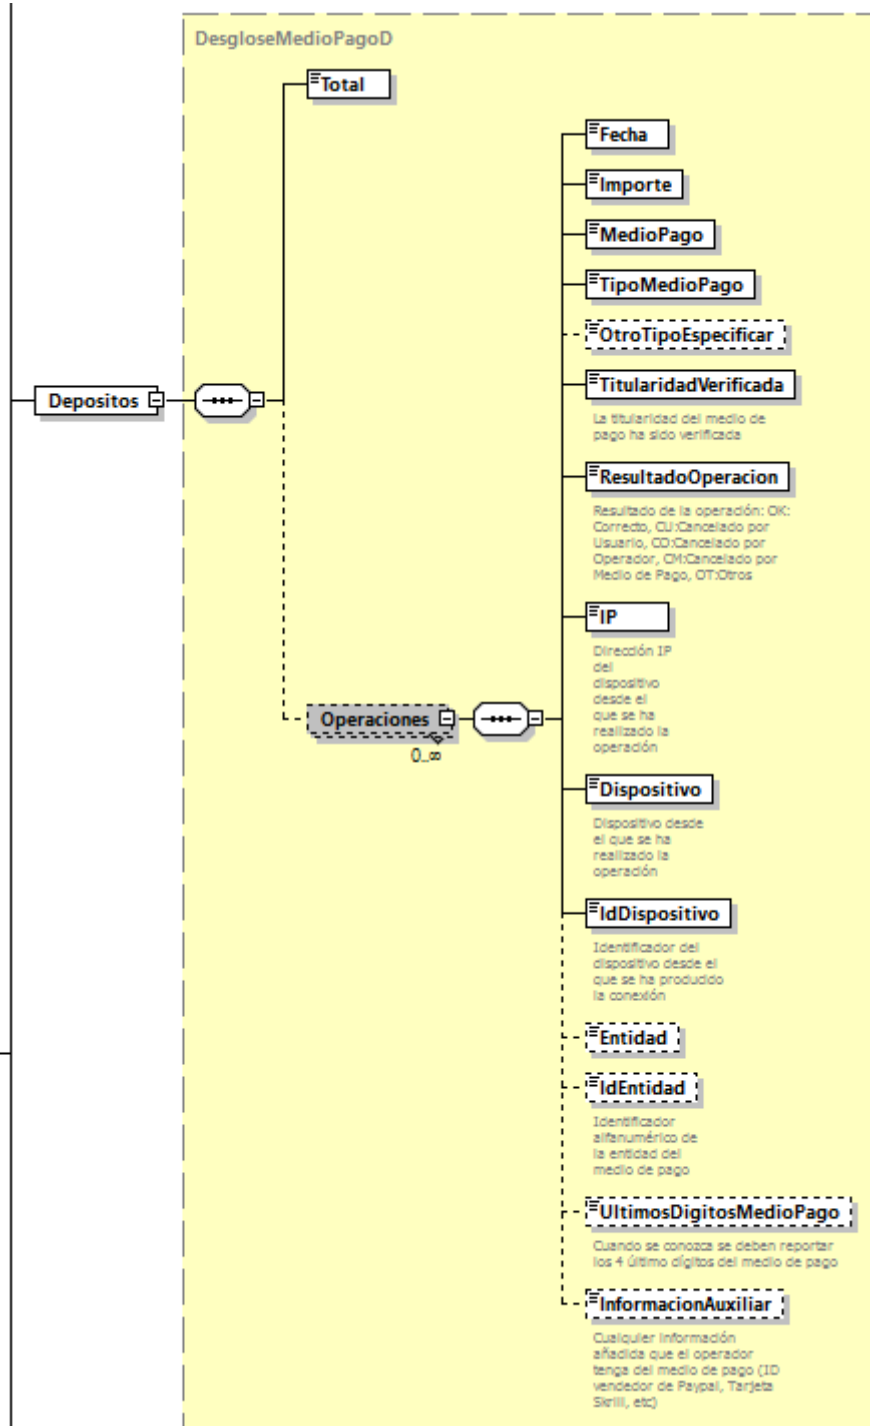 DesgloseMedioPagoD
Total
Fecha
Importe
MedioPago
TipoMedioPago
OtroTipoEspecificar
Depositos
TitularidadVerificada
La titularidad del medio de
pago ha sido verificada
ResultadoOperacion
Resultado de la operación: OK:
Correcto, CU:Cancelado por
Usuario, CO:Cancelado por
Operador, CM:Cancelado por
Medio de Pago, OT:Otros
IP
Dirección IP
del
dispositivo
desde el
que se ha
realizado la
operación
Operaciones
0..∞
Dispositivo
Dispositivo desde
el que se ha
realizado la
operación
IdDispositivo
Identificador del
dispositivo desde el
que se ha producido
la conexión
Entidad
IdEntidad
Identificador
alfanumérico de
la entidad del
medio de pago
UltimosDigitosMedioPago
Cuando se conozca se deben reportar
los 4 último dígitos del medio de pago
InformacionAuxiliar
Cualquier información
añadida que el operador
tenga del medio de pago (ID
vendedor de Paypal, Tarjeta
Skrill, etc)